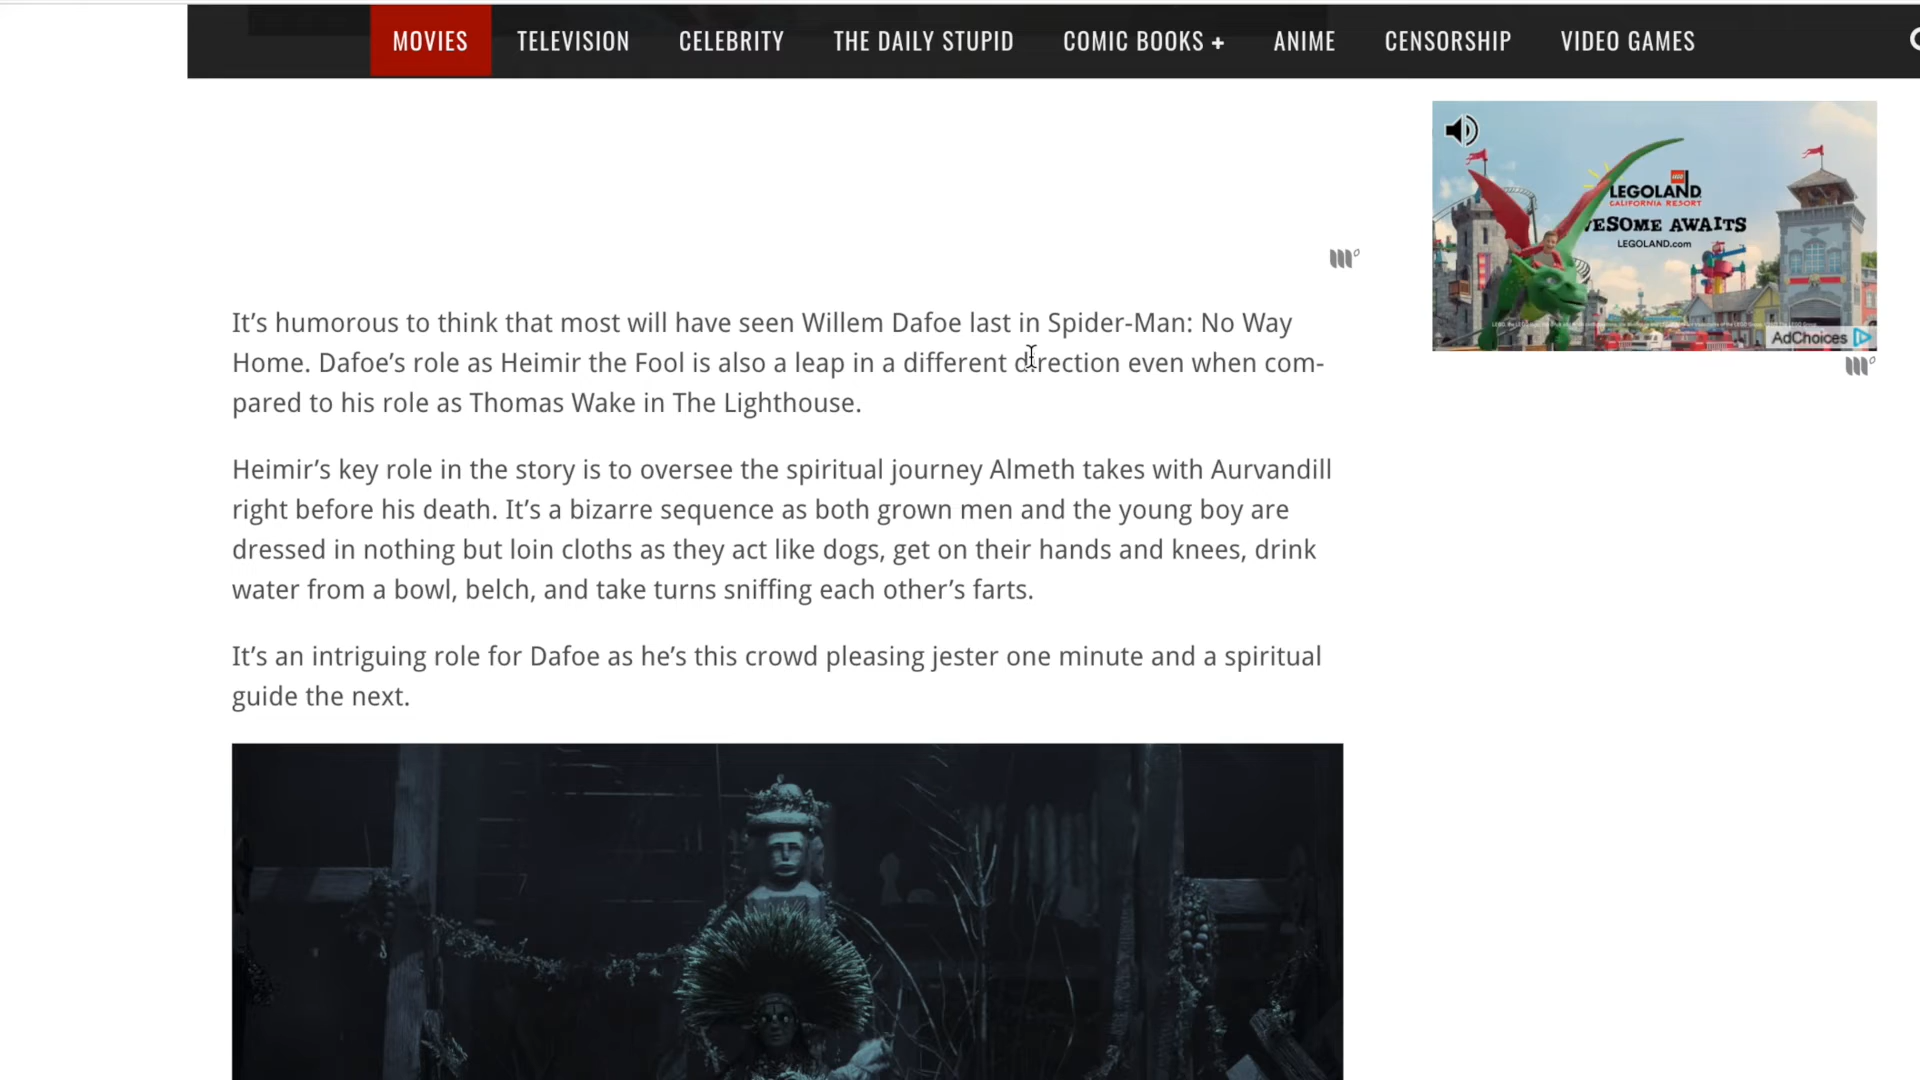 MOVIES TELEVISION CELEBRITY THE DAILY STUPID COMIC BOOKS + ANIME CENSORSHIP VIDEO GAMES
LEGO
LEGOLAND
CALIFORNIA RESORT
WESOME AWAITS
LEGOLAND.com
AdChoices
It’s humorous to think that most will have seen Willem Dafoe last in Spider-Man: No Way
Home. Dafoe’s role as Heimir the Fool is also a leap in a different direction even when com-
pared to his role as Thomas Wake in The Lighthouse.
Heimir’s key role in the story is to oversee the spiritual journey Almeth takes with Aurvandill
right before his death. It’s a bizarre sequence as both grown men and the young boy are
dressed in nothing but loin cloths as they act like dogs, get on their hands and knees, drink
water from a bowl, belch, and take turns sniffing each other’s farts.
It’s an intriguing role for Dafoe as he’s this crowd pleasing jester one minute and a spiritual
guide the next.